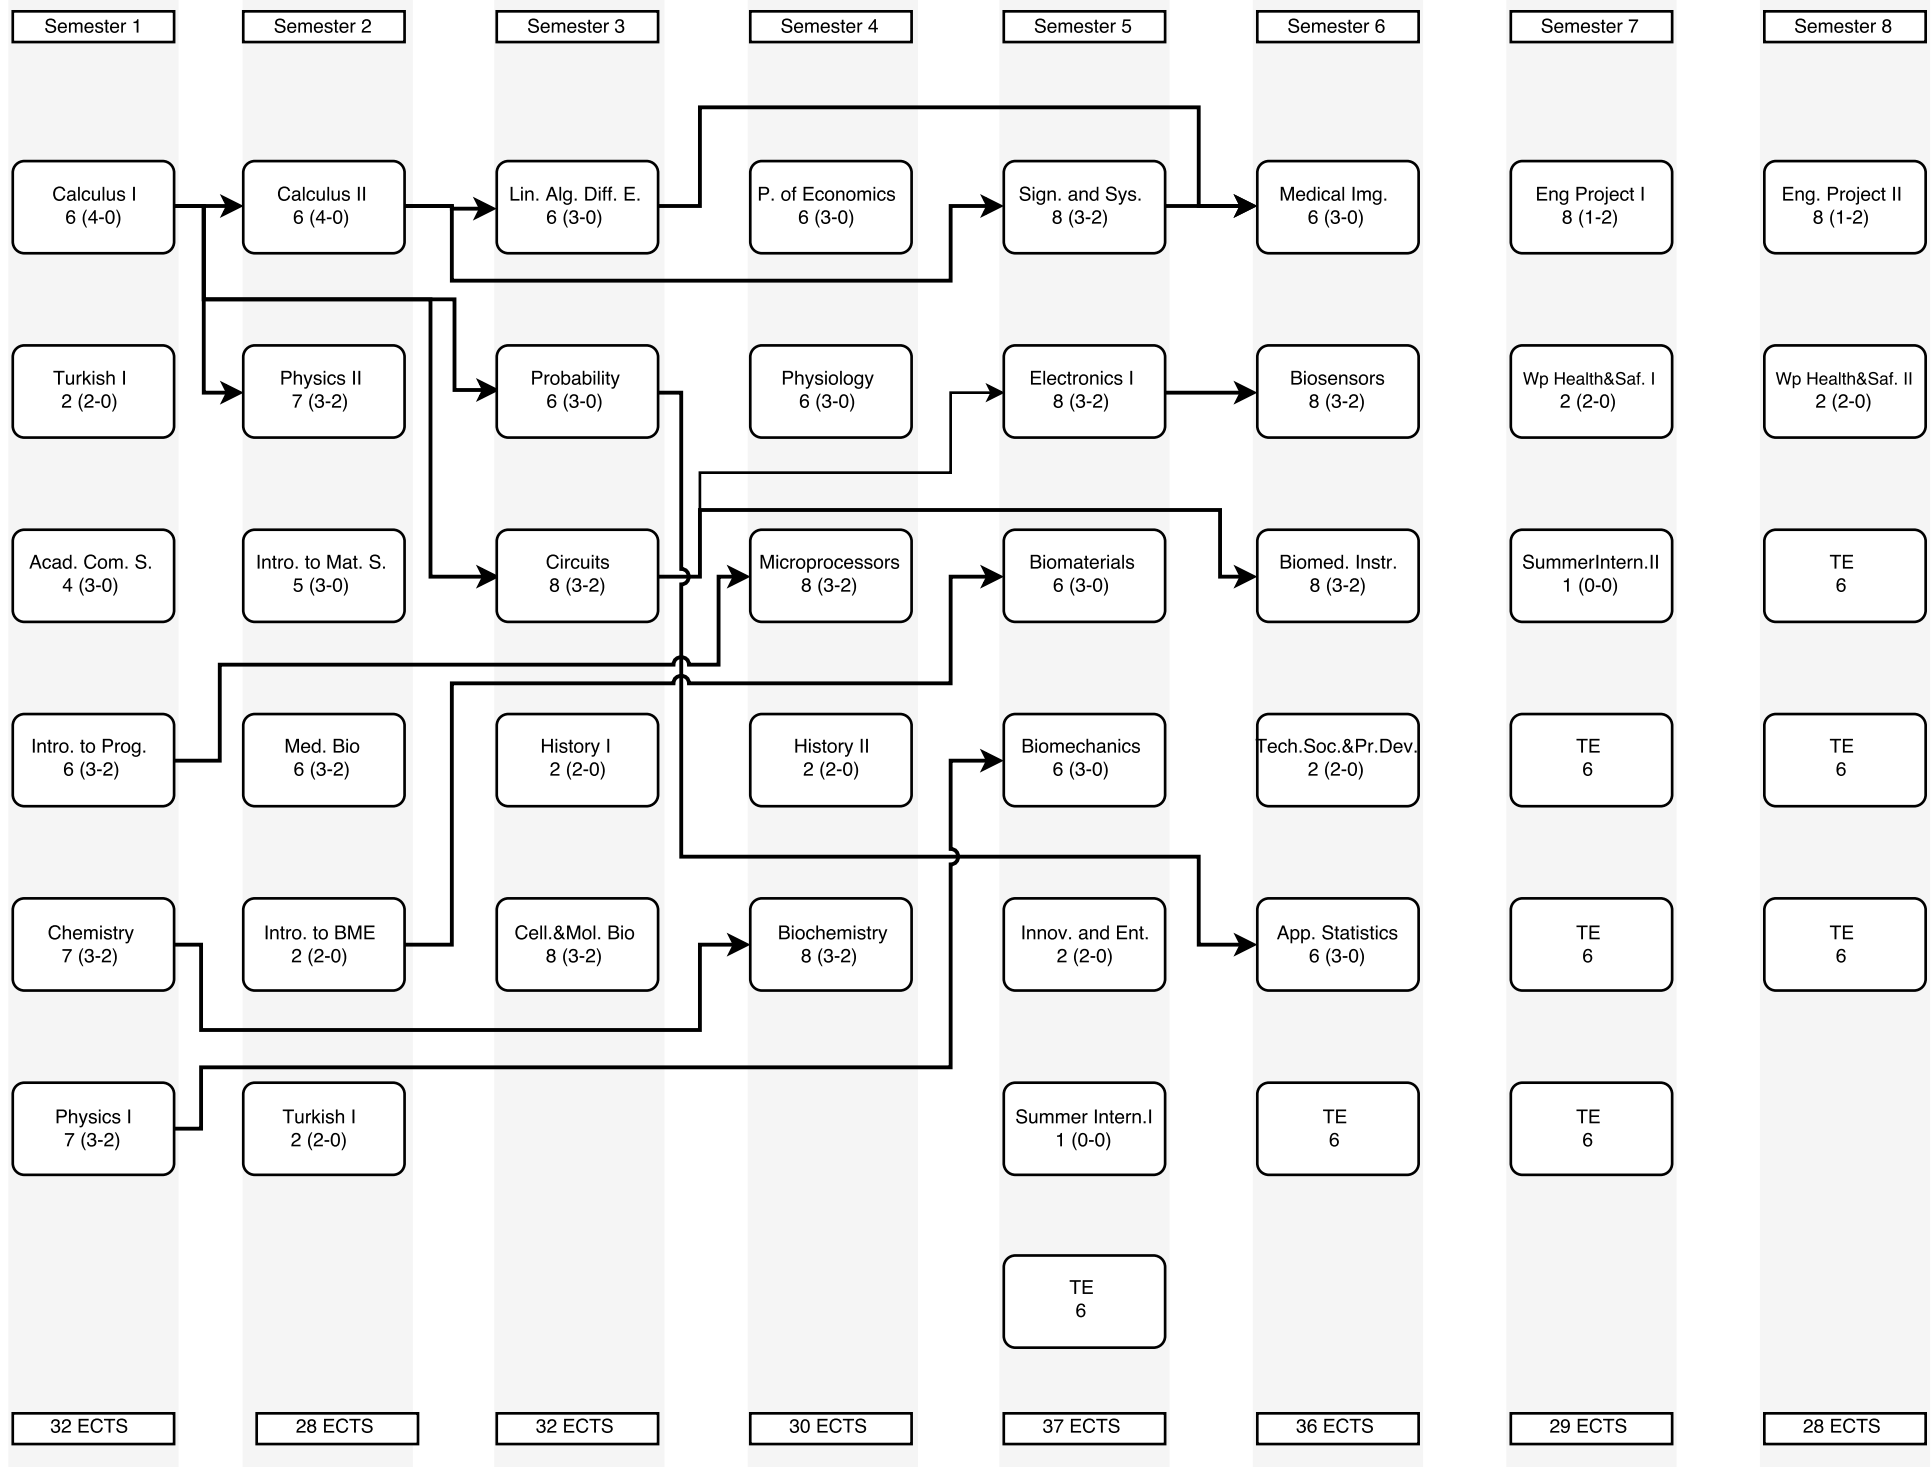 Semester 1
Semester 2
Semester 3
Semester 4
Semester 5
Semester 6
Semester 7
Semester 8
Calculus I
6 (4-0)
Calculus II
6 (4-0)
Lin. Alg. Diff. E.
6 (3-0)
P. of Economics
6 (3-0)
Sign. and Sys.
8 (3-2)
Medical Img.
6 (3-0)
Eng Project I
8 (1-2)
Eng. Project II
8 (1-2)
Turkish I
2 (2-0)
Physics II
7 (3-2)
Probability
6 (3-0)
Physiology
6 (3-0)
Electronics I
8 (3-2)
Biosensors
8 (3-2)
Wp Health&Saf. I
2 (2-0)
Wp Health&Saf. II
2 (2-0)
Acad. Com. S.
4 (3-0)
Intro. to Mat. S.
5 (3-0)
Circuits
8 (3-2)
Microprocessors
8 (3-2)
Biomaterials
6 (3-0)
Biomed. Instr.
8 (3-2)
SummerIntern.II
1 (0-0)
TE
6
Intro. to Prog.
6 (3-2)
Med. Bio
6 (3-2)
History I
2 (2-0)
History II
2 (2-0)
Biomechanics
6 (3-0)
Tech.Soc.&Pr.Dev.
2 (2-0)
TE
6
TE
6
Chemistry
7 (3-2)
Intro. to BME
2 (2-0)
Cell.&Mol. Bio
8 (3-2)
Biochemistry
8 (3-2)
Innov. and Ent.
2 (2-0)
App. Statistics
6 (3-0)
TE
6
TE
6
Physics I
7 (3-2)
Turkish I
2 (2-0)
Summer Intern.I
1 (0-0)
TE
6
TE
6
TE
6
32 ECTS
28 ECTS
32 ECTS
30 ECTS
37 ECTS
36 ECTS
29 ECTS
28 ECTS